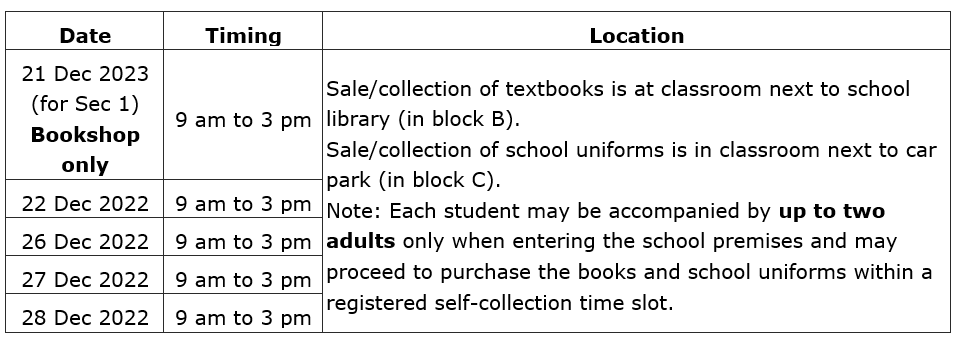 Date Timing Location
21 Dec 2023
(for Sec 1)
Bookshop
only
9 am to 3 pm
22 Dec 2022 9 am to 3 pm
26 Dec 2022 9 am to 3 pm
27 Dec 2022 9 am to 3 pm
28 Dec 2022 9 am to 3 pm
Sale/collection of textbooks is at classroom next to school
library (in block B).
Sale/collection of school uniforms is in classroom next to car
park (in block C).
Note: Each student may be accompanied by up to two
adults only when entering the school premises and may
proceed to purchase the books and school uniforms within a
registered self-collection time slot.